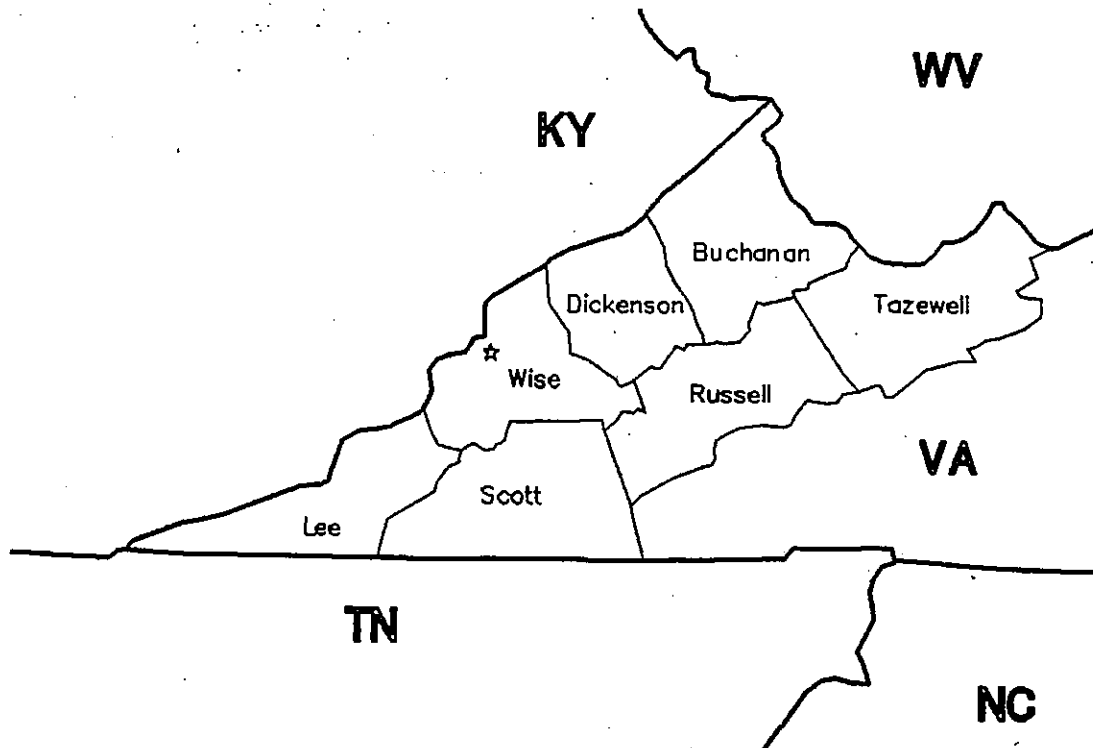 WV
KY
Buchanan
Dickenson
Tazewell
Wise
Russell
VA
Scott
Lee
TN
NC